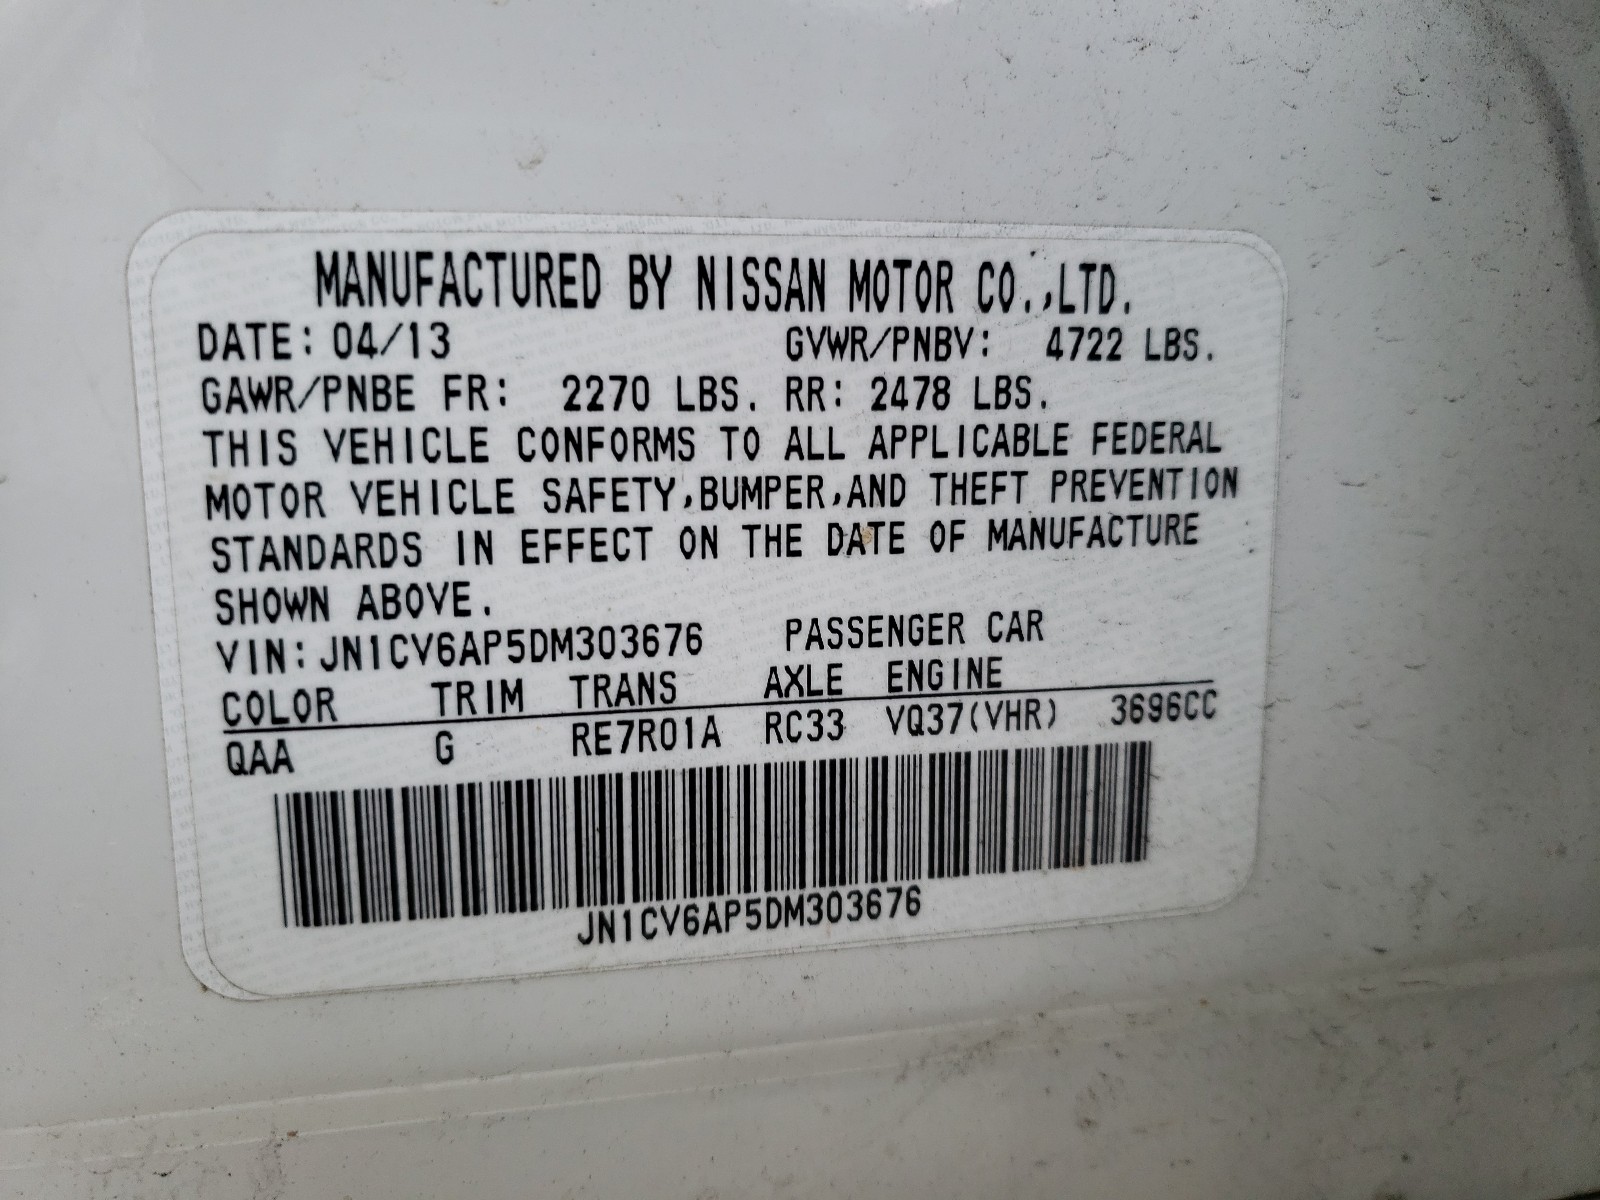 MANUFACTURED BY NISSAN MOTOR CO.,LTD.
DATE: 04/13 GVWR/PNBV: 4722 LBS.
GAWR/PNBE FR: 2270 LBS. RR: 2478 LBS.
THIS VEHICLE CONFORMS TO ALL APPLICABLE FEDERAL
MOTOR VEHICLE SAFETY,BUMPER,AND THEFT PREVENTION
STANDARDS IN EFFECT ON THE DATE OF MANUFACTURE
SHOWN ABOVE.
VIN: JN1CV6AP5DM303676 PASSENGER CAR
COLOR TRIM TRANS AXLE ENGINE
QAA G RE7R01A RC33 VQ37(VHR) 3696CC
JN1CV6AP5DM303676